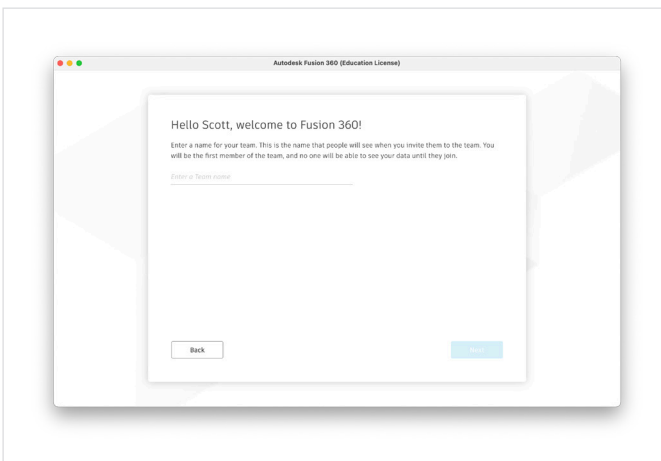 Autodesk Fusion 360 (Education License)
Hello Scott, welcome to Fusion 360!
Enter a name for your team. This is the name that people will see when you invite them to the team. You
will be the first member of the team, and no one will be able to see your data until they join.
Enter a Team name
Back
Next